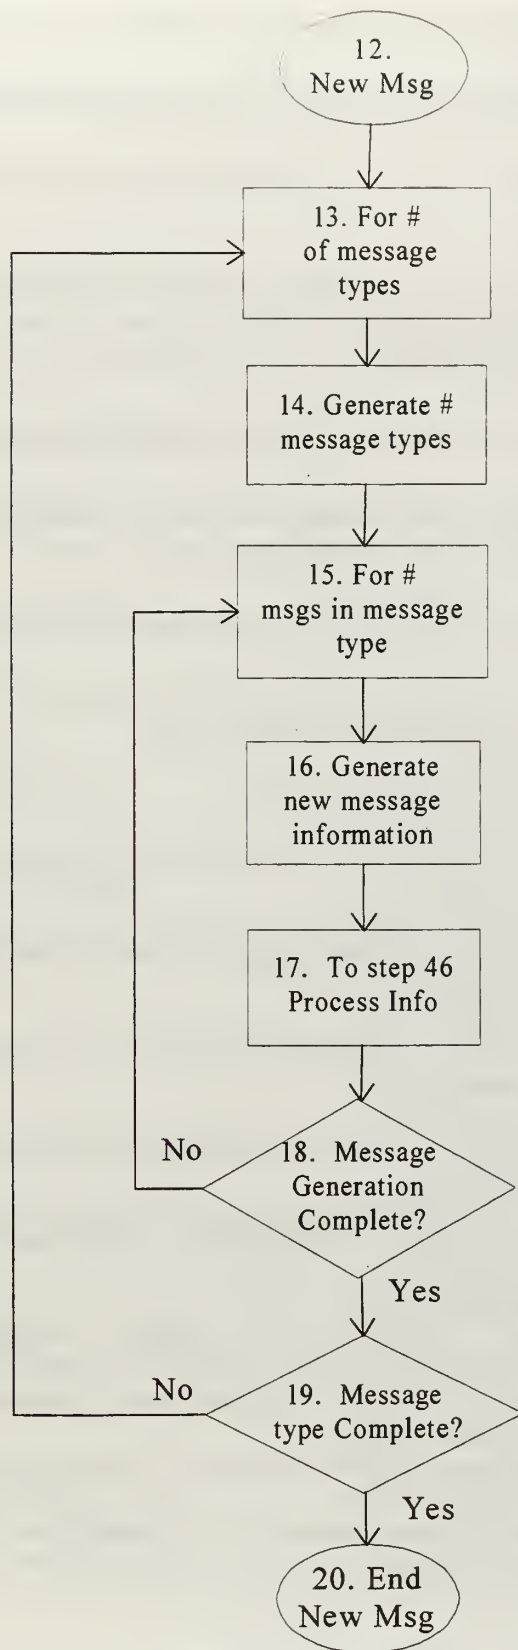 12.
New Msg
13. For #
of message
types
14. Generate #
message types
15. For #
msgs in message
type
16. Generate
new message
information
17. To step 46
Process Info
18. Message
Generation
Complete?
No
Yes
19. Message
type Complete?
No
Yes
20. End
New Msg